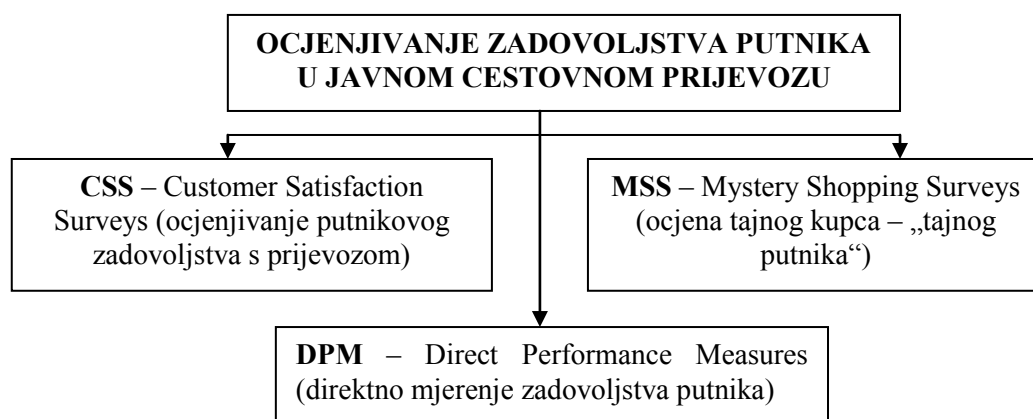 OCJENJIVANJE ZADOVOLJSTVA PUTNIKA
U JAVNOM CESTOVNOM PRIJEVOZU
CSS – Customer Satisfaction
Surveys (ocjenjivanje putnikovog
zadovoljstva s prijevozom)
MSS – Mystery Shopping Surveys
(ocjena tajnog kupca – „tajnog
putnika“)
DPM – Direct Performance Measures
(direktno mjerenje zadovoljstva putnika)